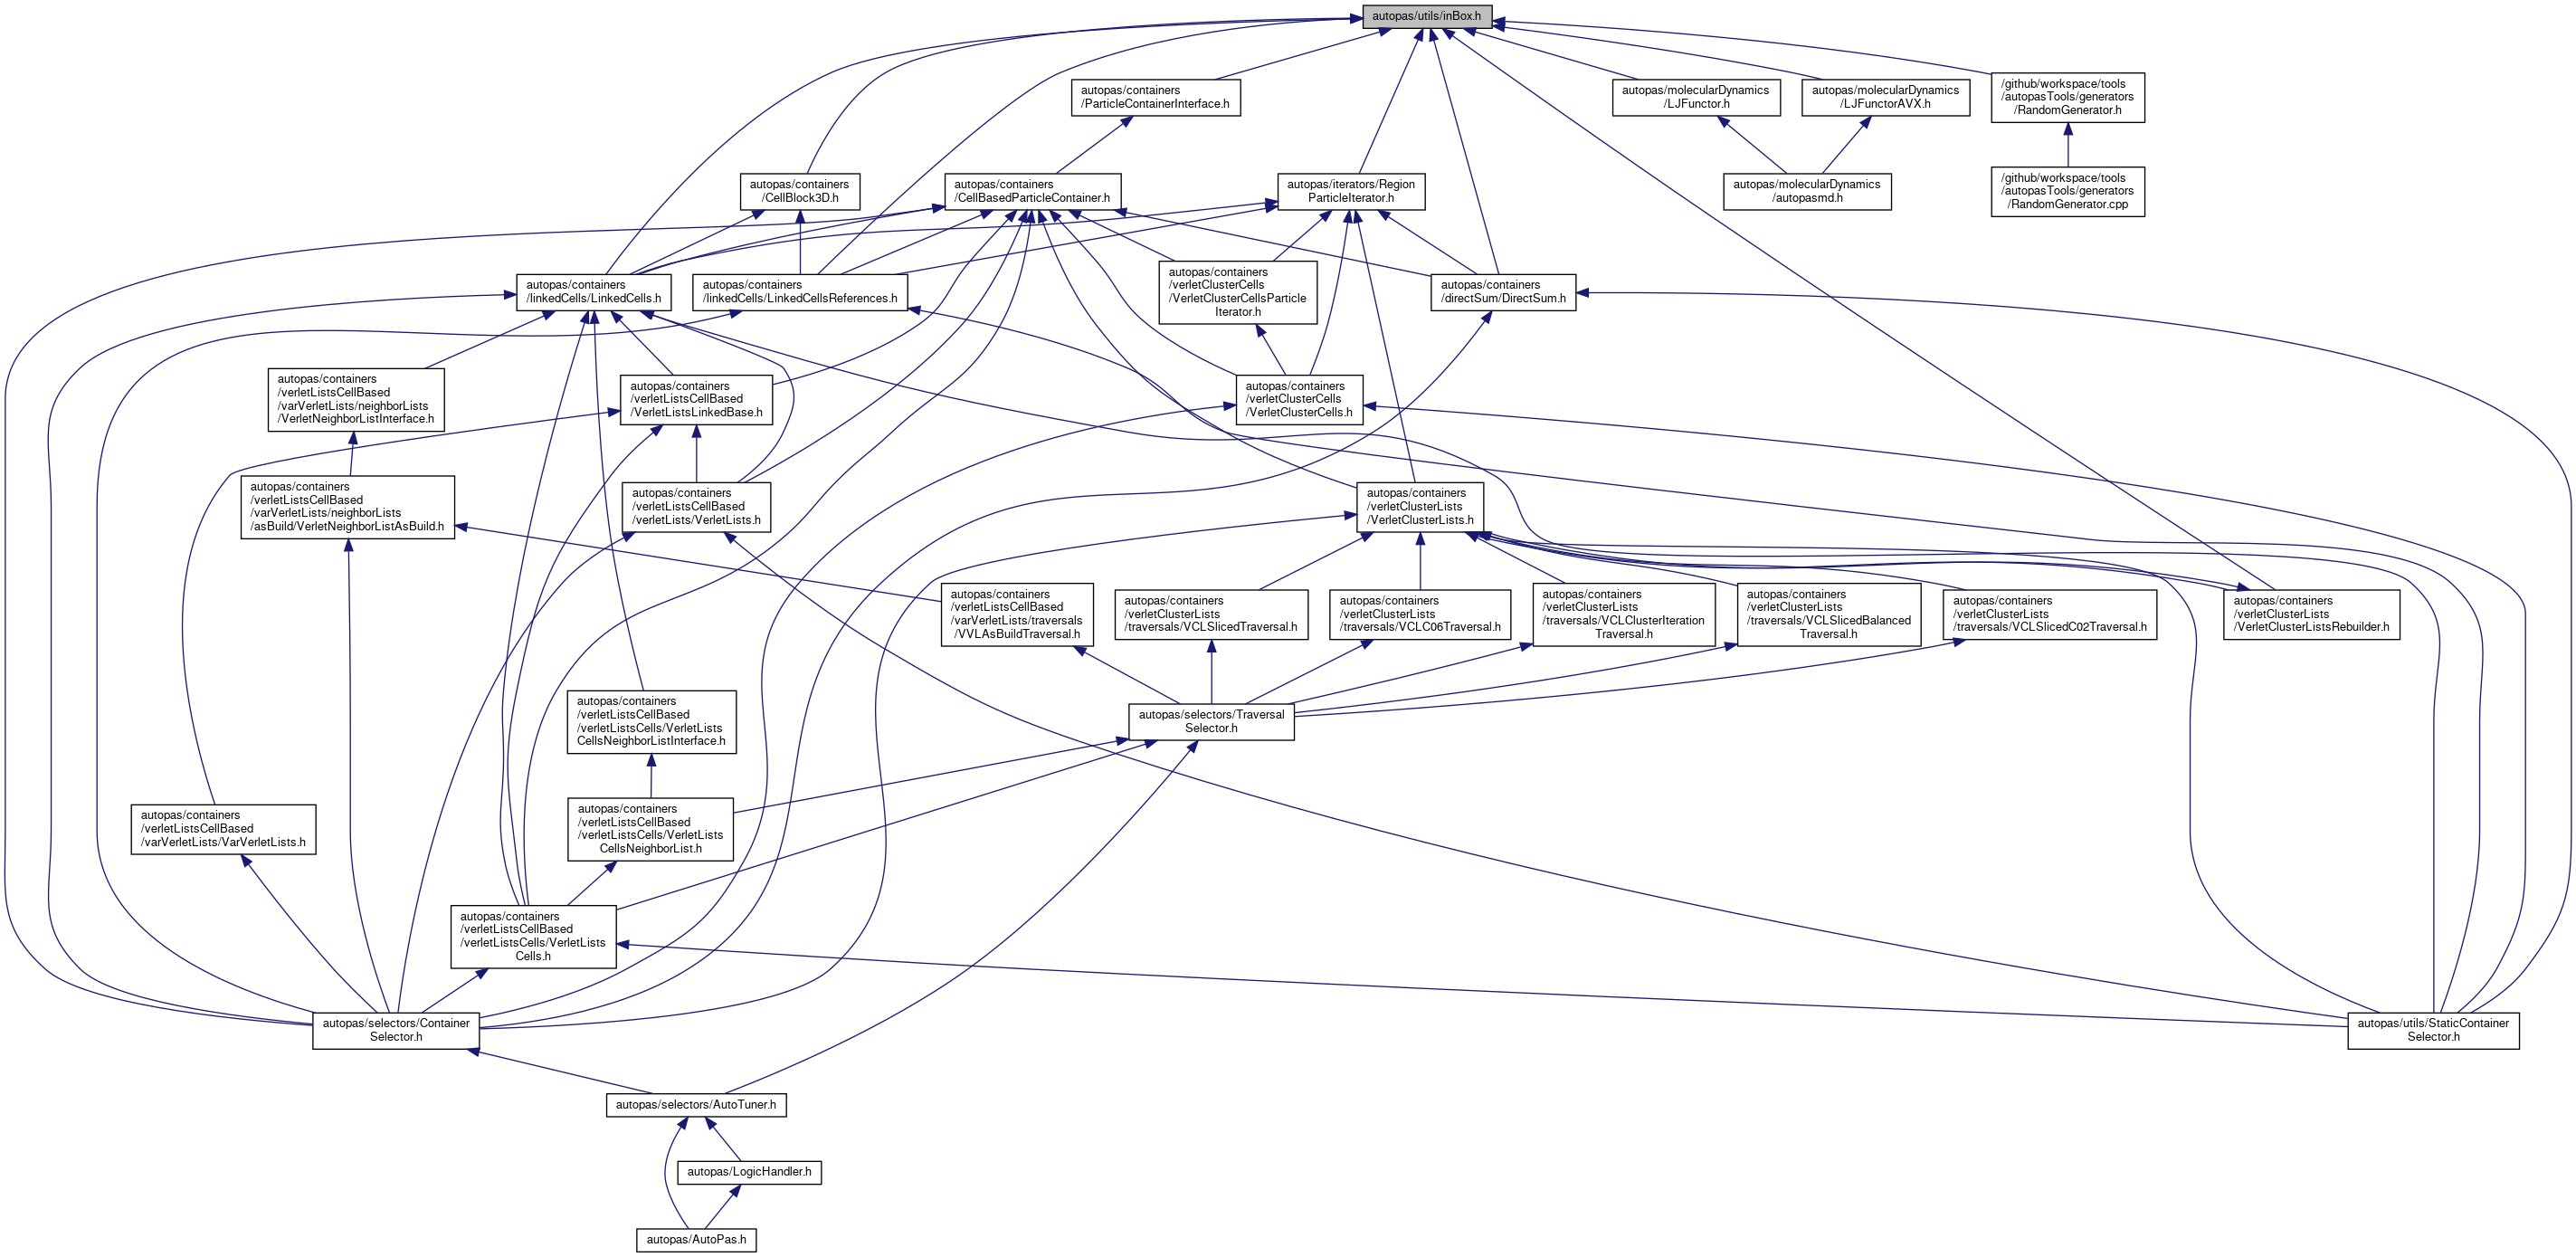 autopas/utils/inBox.h
autopas/containers
/ParticleContainerInterface.h
autopas/molecularDynamics
/LJFunctor.h
autopas/molecularDynamics
/LJFunctorAVX.h
/github/workspace/tools
/autopasTools/generators
/RandomGenerator.h
autopas/containers
/CellBlock3D.h
autopas/containers
/CellBasedParticleContainer.h
autopas/iterators/Region
ParticleIterator.h
autopas/molecularDynamics
/autopasmd.h
/github/workspace/tools
/autopasTools/generators
/RandomGenerator.cpp
autopas/containers
/linkedCells/LinkedCells.h
autopas/containers
/linkedCells/LinkedCellsReferences.h
autopas/containers
/verletClusterCells
/VerletClusterCellsParticle
Iterator.h
autopas/containers
/directSum/DirectSum.h
autopas/containers
/verletListsCellBased
/varVerletLists/neighborLists
/VerletNeighborListInterface.h
autopas/containers
/verletListsCellBased
/VerletListsLinkedBase.h
autopas/containers
/verletClusterCells
/VerletClusterCells.h
autopas/containers
/verletListsCellBased
/varVerletLists/neighborLists
/asBuild/VerletNeighborListAsBuild.h
autopas/containers
/verletListsCellBased
/verletLists/VerletLists.h
autopas/containers
/verletClusterLists
/VerletClusterLists.h
autopas/containers
/verletListsCellBased
/varVerletLists/traversals
/VVLAsBuildTraversal.h
autopas/containers
/verletClusterLists
/traversals/VCLSlicedTraversal.h
autopas/containers
/verletClusterLists
/traversals/VCLC06Traversal.h
autopas/containers
/verletClusterLists
/traversals/VCLClusterIteration
Traversal.h
autopas/containers
/verletClusterLists
/traversals/VCLSlicedBalanced
Traversal.h
autopas/containers
/verletClusterLists
/traversals/VCLSlicedC02Traversal.h
autopas/containers
/verletClusterLists
/VerletClusterListsRebuilder.h
autopas/containers
/verletListsCellBased
/verletListsCells/VerletLists
CellsNeighborListInterface.h
autopas/selectors/Traversal
Selector.h
autopas/containers
/verletListsCellBased
/varVerletLists/VarVerletLists.h
autopas/containers
/verletListsCellBased
/verletListsCells/VerletLists
CellsNeighborList.h
autopas/containers
/verletListsCellBased
/verletListsCells/VerletLists
Cells.h
autopas/selectors/Container
Selector.h
autopas/utils/StaticContainer
Selector.h
autopas/selectors/AutoTuner.h
autopas/LogicHandler.h
autopas/AutoPas.h